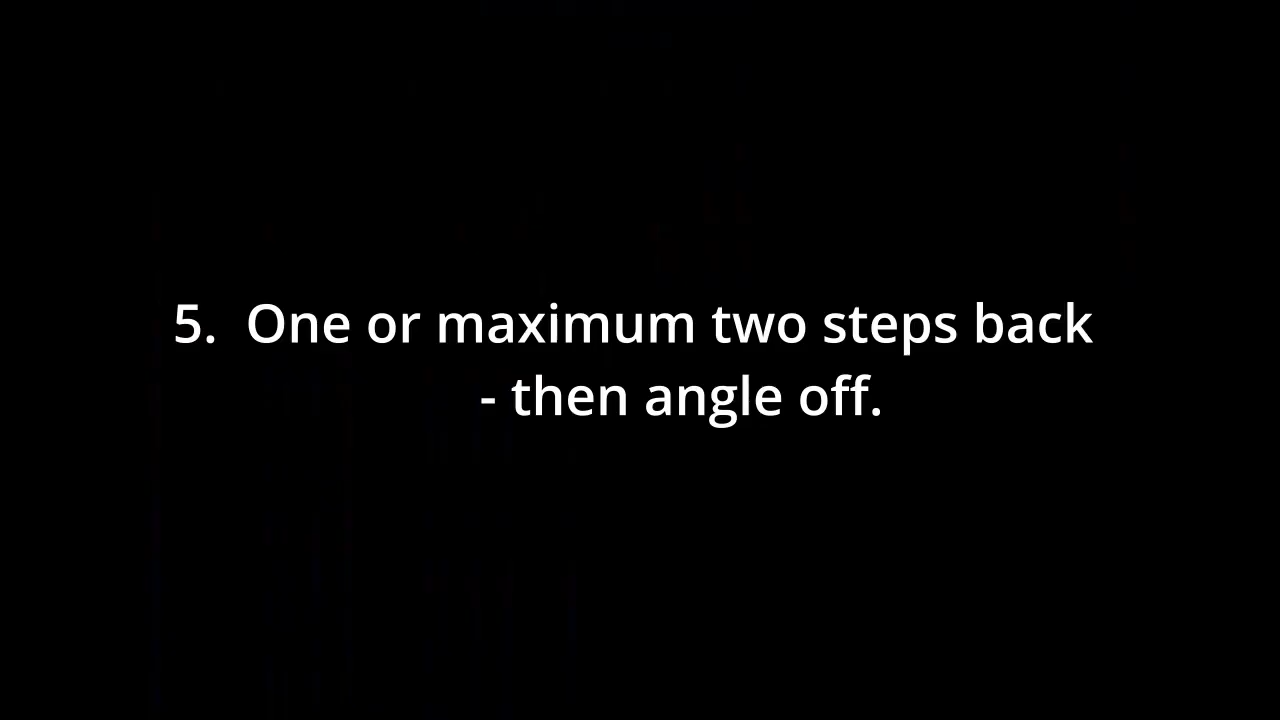 5.  One or maximum two steps back
- then angle off.